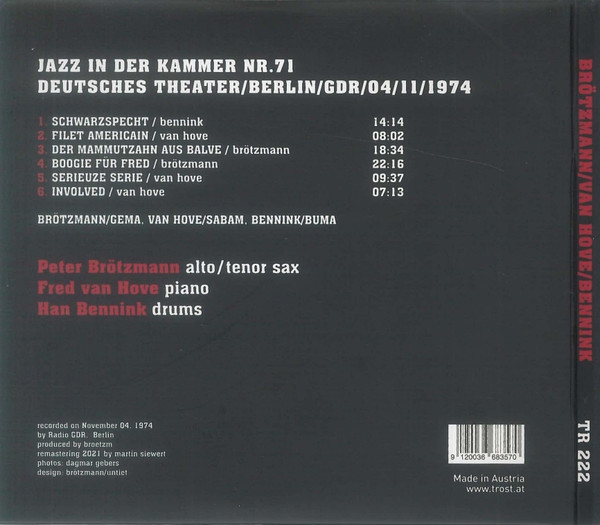 JAZZ IN DER KAMMER NR.71
DEUTSCHES THEATER/BERLIN/GDR/04/11/1974
1. SCHWARZSPECHT / bennink 14:14
2. FILET AMERICAIN / van hove 08:02
3. DER MAMMUTZAHN AUS BALVE / brötzmann 18:34
4. BOOGIE FÜR FRED / brötzmann 22:16
5. SERIEUZE SERIE / van hove 09:37
6. INVOLVED / van hove 07:13
BRÖTZMANN/GEMA, VAN HOVE/SABAM, BENNINK/BUMA
Peter Brötzmann alto/tenor sax
Fred van Hove piano
Han Bennink drums
recorded on November 04. 1974
by Radio GDR. Berlin
produced by broetzm
remastering 2021 by martin siewert
photos: dagmar gebers
design: brötzmann/untiet
9 120036 683570
Made in Austria
www.trost.at
BRÖTZMANN/VAN HOVE/BENNINK
TR 222